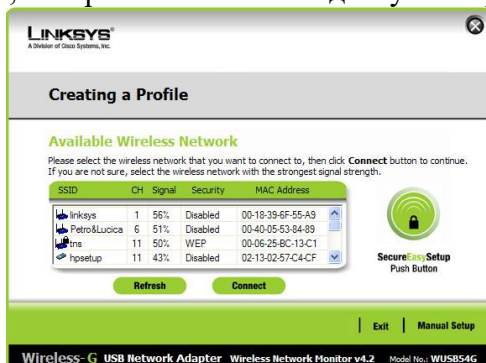 LINKSYS®
A Division of Cisco Systems, Inc.
Creating a Profile
Available Wireless Network
Please select the wireless network that you want to connect to, then click Connect button to continue.
If you are not sure, select the wireless network with the strongest signal strength.
SSID CH Signal Security MAC Address
linksys 1 56% Disabled 00-18-39-6F-55-A9
Petro&Lucica 6 51% Disabled 00-40-05-53-84-89
tns 11 50% WEP 00-06-25-BC-13-C1
hpsetup 11 43% Disabled 02-13-02-57-C4-CF
Refresh Connect
SecureEasySetup
Push Button
Exit Manual Setup
Wireless-G USB Network Adapter Wireless Network Monitor v4.2 Model No.: WUSB54G